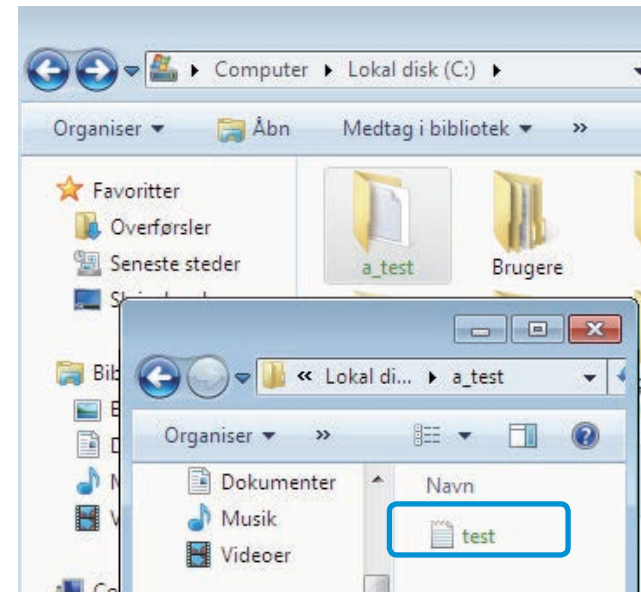 Computer ▸ Lokal disk (C:) ▸
Organiser Åbn Medtag i bibliotek »
Favoritter
Overførsler
Seneste steder
a_test
Brugere
Bib
« Lokal di... ▸ a_test
Organiser »
Dokumenter
Musik
Videoer
Navn
test